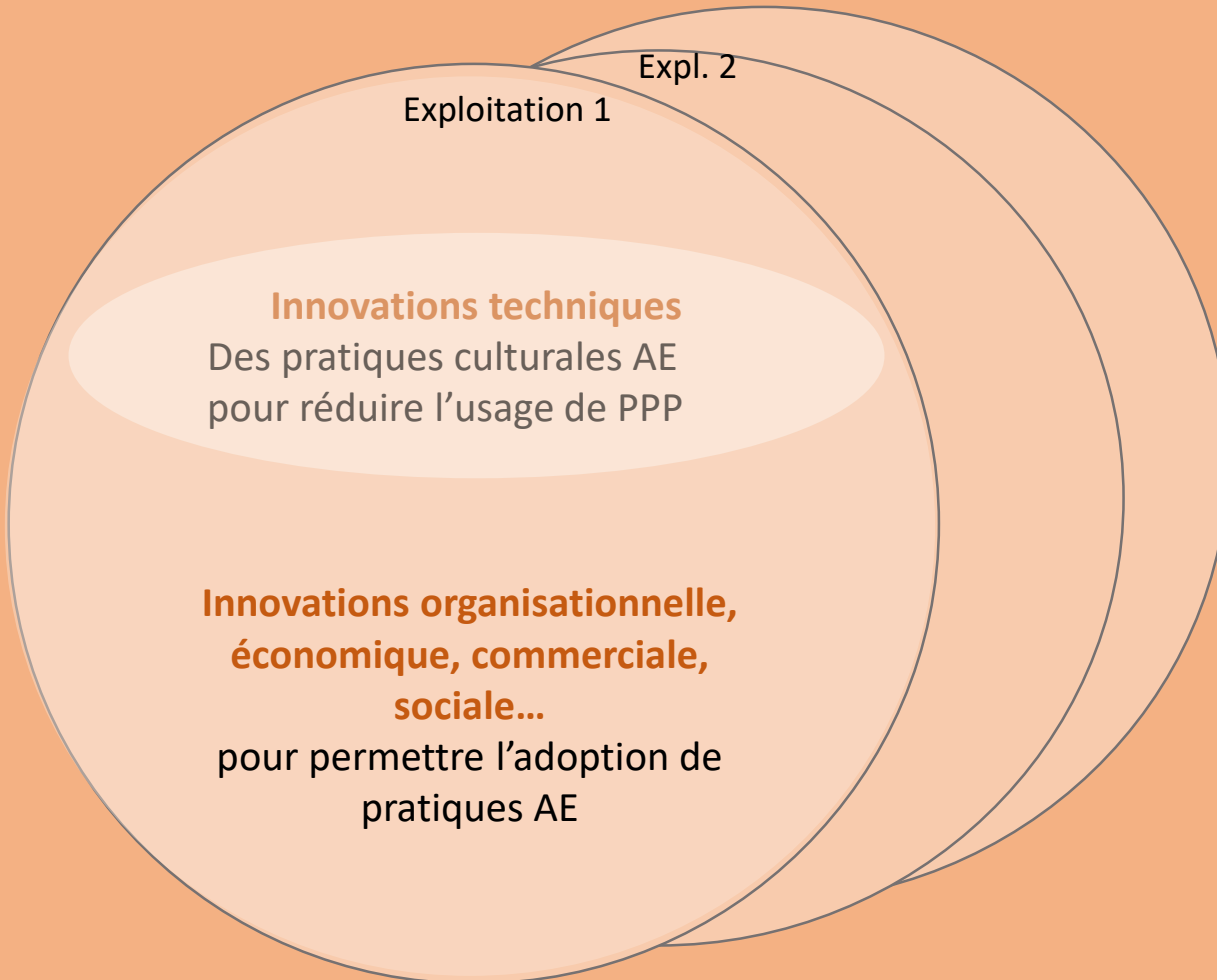 Expl. 2
Exploitation 1
Innovations techniques
Des pratiques culturales AE
pour réduire l’usage de PPP
Innovations organisationnelle,
économique, commerciale,
sociale…
pour permettre l’adoption de
pratiques AE